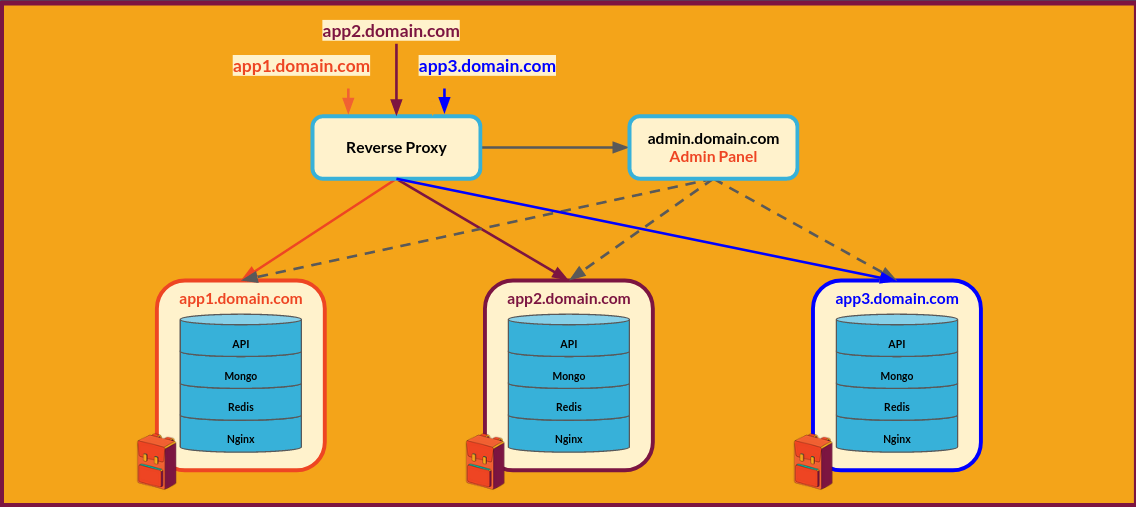 app2.domain.com
app1.domain.com
app3.domain.com
Reverse Proxy
admin.domain.com
Admin Panel
app1.domain.com
API
Mongo
Redis
Nginx
app2.domain.com
API
Mongo
Redis
Nginx
app3.domain.com
API
Mongo
Redis
Nginx